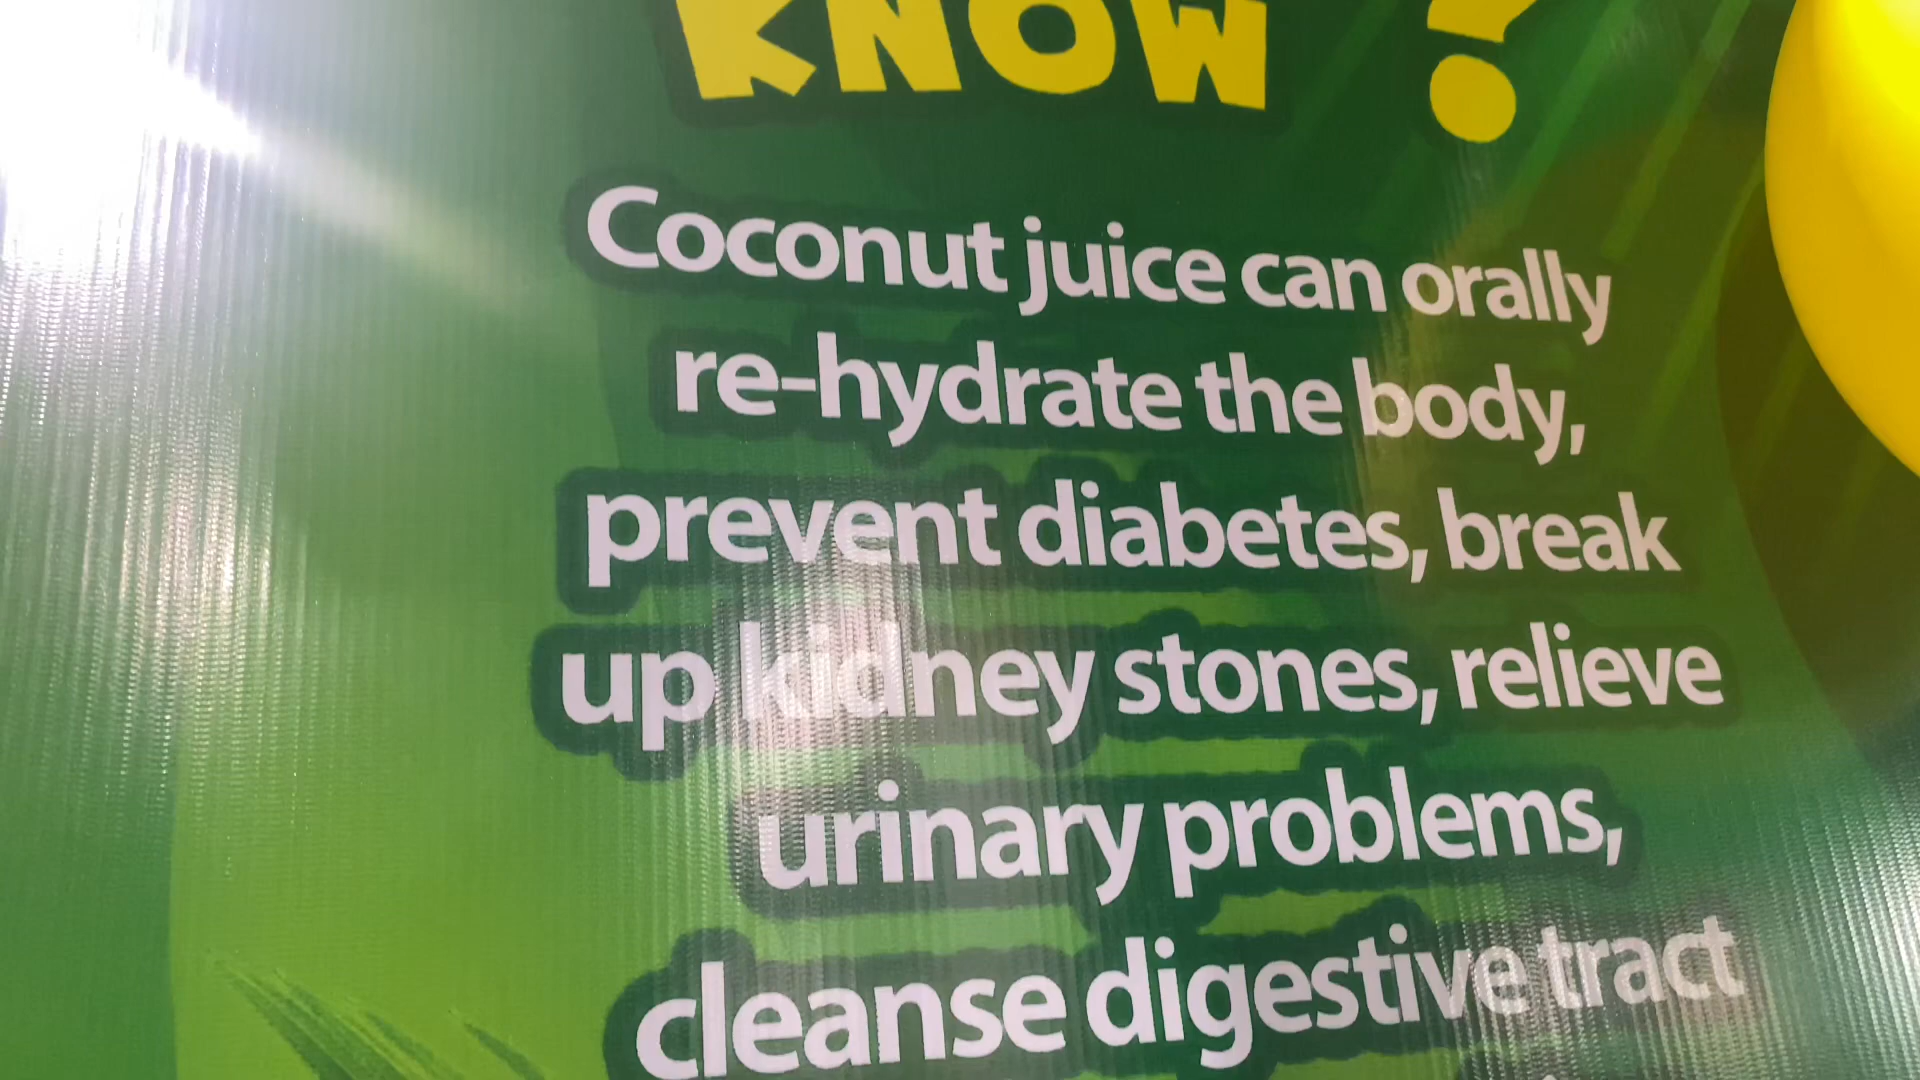 KNOW ?
Coconut juice can orally
re-hydrate the body,
prevent diabetes, break
up kidney stones, relieve
urinary problems,
cleanse digestive tract